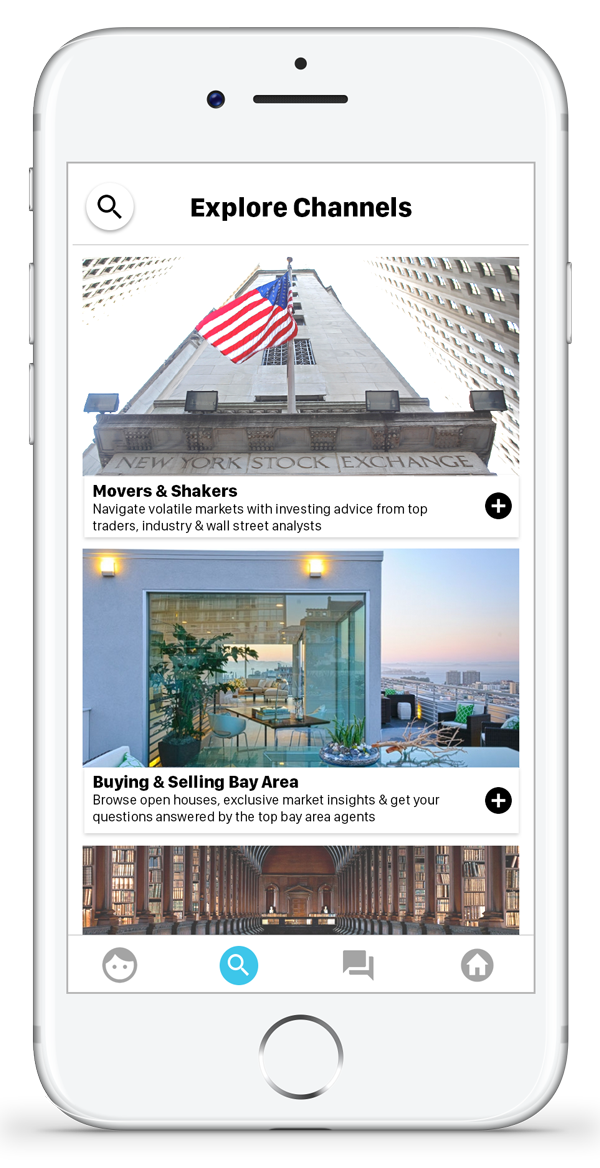 Explore Channels
NEW YORK STOCK EXCHANGE
Movers & Shakers
Navigate volatile markets with investing advice from top
traders, industry & wall street analysts
Buying & Selling Bay Area
Browse open houses, exclusive market insights & get your
questions answered by the top bay area agents